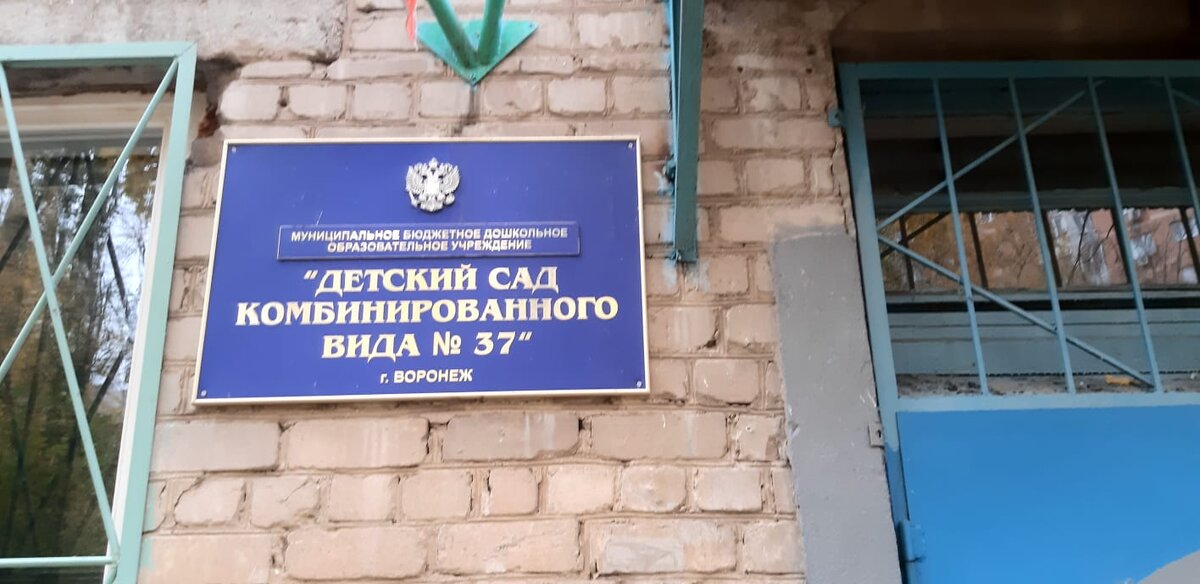 МУНИЦИПАЛЬНОЕ БЮДЖЕТНОЕ ДОШКОЛЬНОЕ
ОБРАЗОВАТЕЛЬНОЕ УЧРЕЖДЕНИЕ
"ДЕТСКИЙ САД
КОМБИНИРОВАННОГО
ВИДА № 37"
г. ВОРОНЕЖ